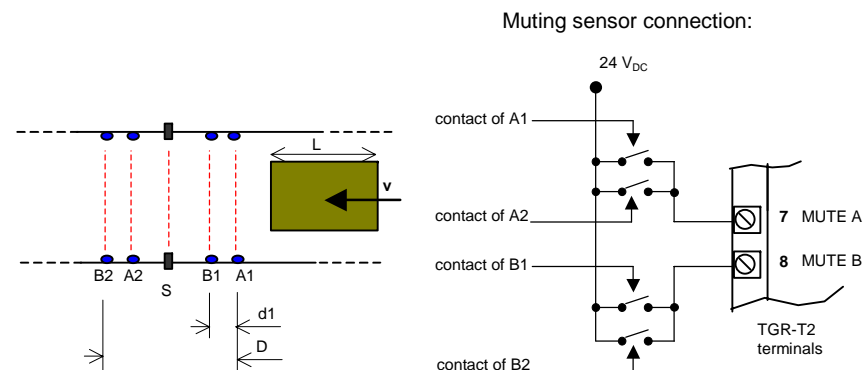 Muting sensor connection:
24 VDC
contact of A1
L
v
contact of A2
7 MUTE A
B2 A2 B1 A1
contact of B1
8 MUTE B
S
d1
D
TGR-T2
terminals
contact of B2